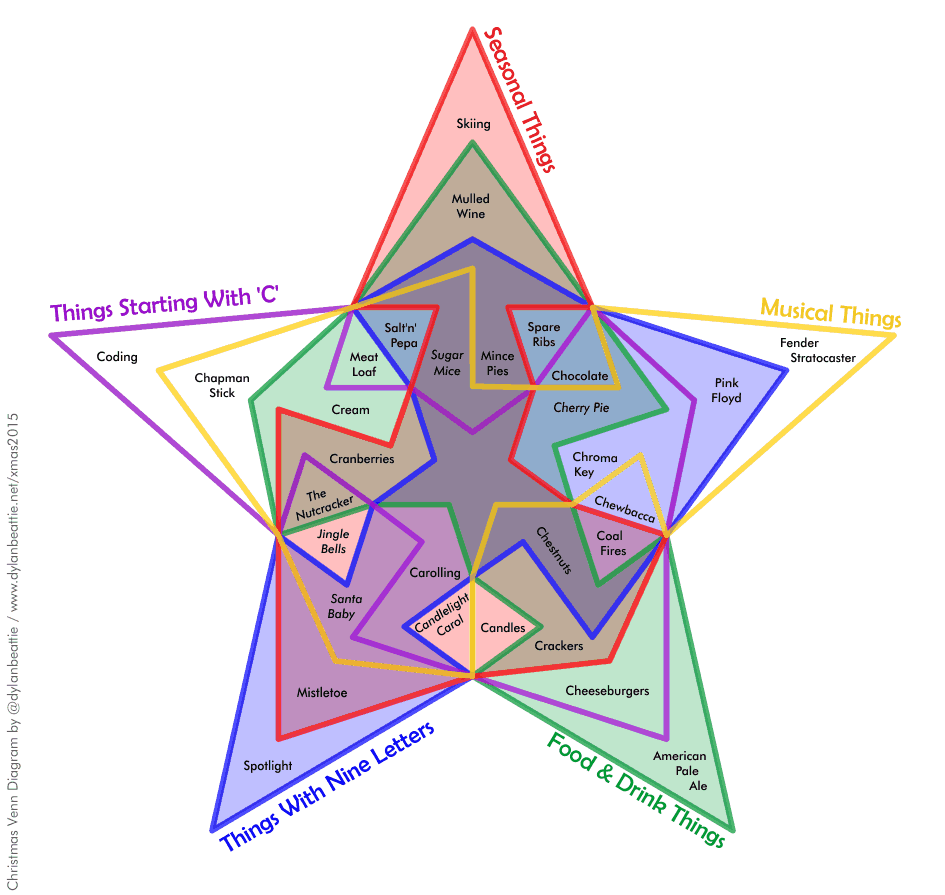 Seasonal Things
Skiing
Mulled
Wine
Things Starting With 'C'
Musical Things
Coding
Fender
Stratocaster
Salt'n'
Pepa
Spare
Ribs
Meat
Loaf
Sugar
Mice
Mince
Pies
Chocolate
Chapman
Stick
Pink
Floyd
Cream
Cherry Pie
Cranberries
Chroma
Key
The
Nutcracker
Chewbacca
Jingle
Bells
Chestnuts
Coal
Fires
Carolling
Santa
Baby
Candlelight
Carol
Candles
Crackers
Mistletoe
Cheeseburgers
Spotlight
American
Pale
Ale
Things With Nine Letters
Food & Drink Things
Christmas Venn Diagram by @dylanbeattie / www.dylanbeattie.net/xmas2015